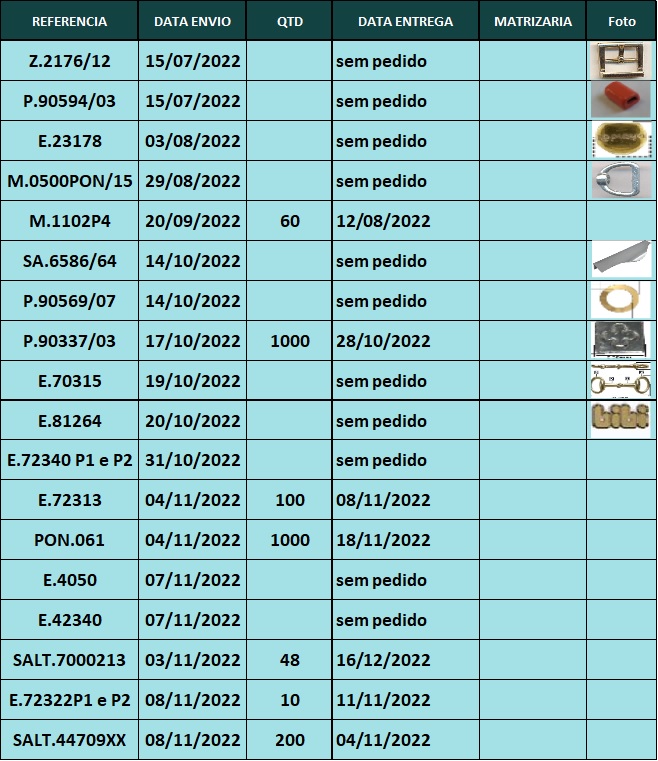 REFERENCIA DATA ENVIO QTD DATA ENTREGA MATRIZARIA Foto
Z.2176/12 15/07/2022 sem pedido
P.90594/03 15/07/2022 sem pedido
E.23178 03/08/2022 sem pedido
M.0500PON/15 29/08/2022 sem pedido
M.1102P4 20/09/2022 60 12/08/2022
SA.6586/64 14/10/2022 sem pedido
P.90569/07 14/10/2022 sem pedido
P.90337/03 17/10/2022 1000 28/10/2022
E.70315 19/10/2022 sem pedido
E.81264 20/10/2022 sem pedido bibi
E.72340 P1 e P2 31/10/2022 sem pedido
E.72313 04/11/2022 100 08/11/2022
PON.061 04/11/2022 1000 18/11/2022
E.4050 07/11/2022 sem pedido
E.42340 07/11/2022 sem pedido
SALT.7000213 03/11/2022 48 16/12/2022
E.72322P1 e P2 08/11/2022 10 11/11/2022
SALT.44709XX 08/11/2022 200 04/11/2022